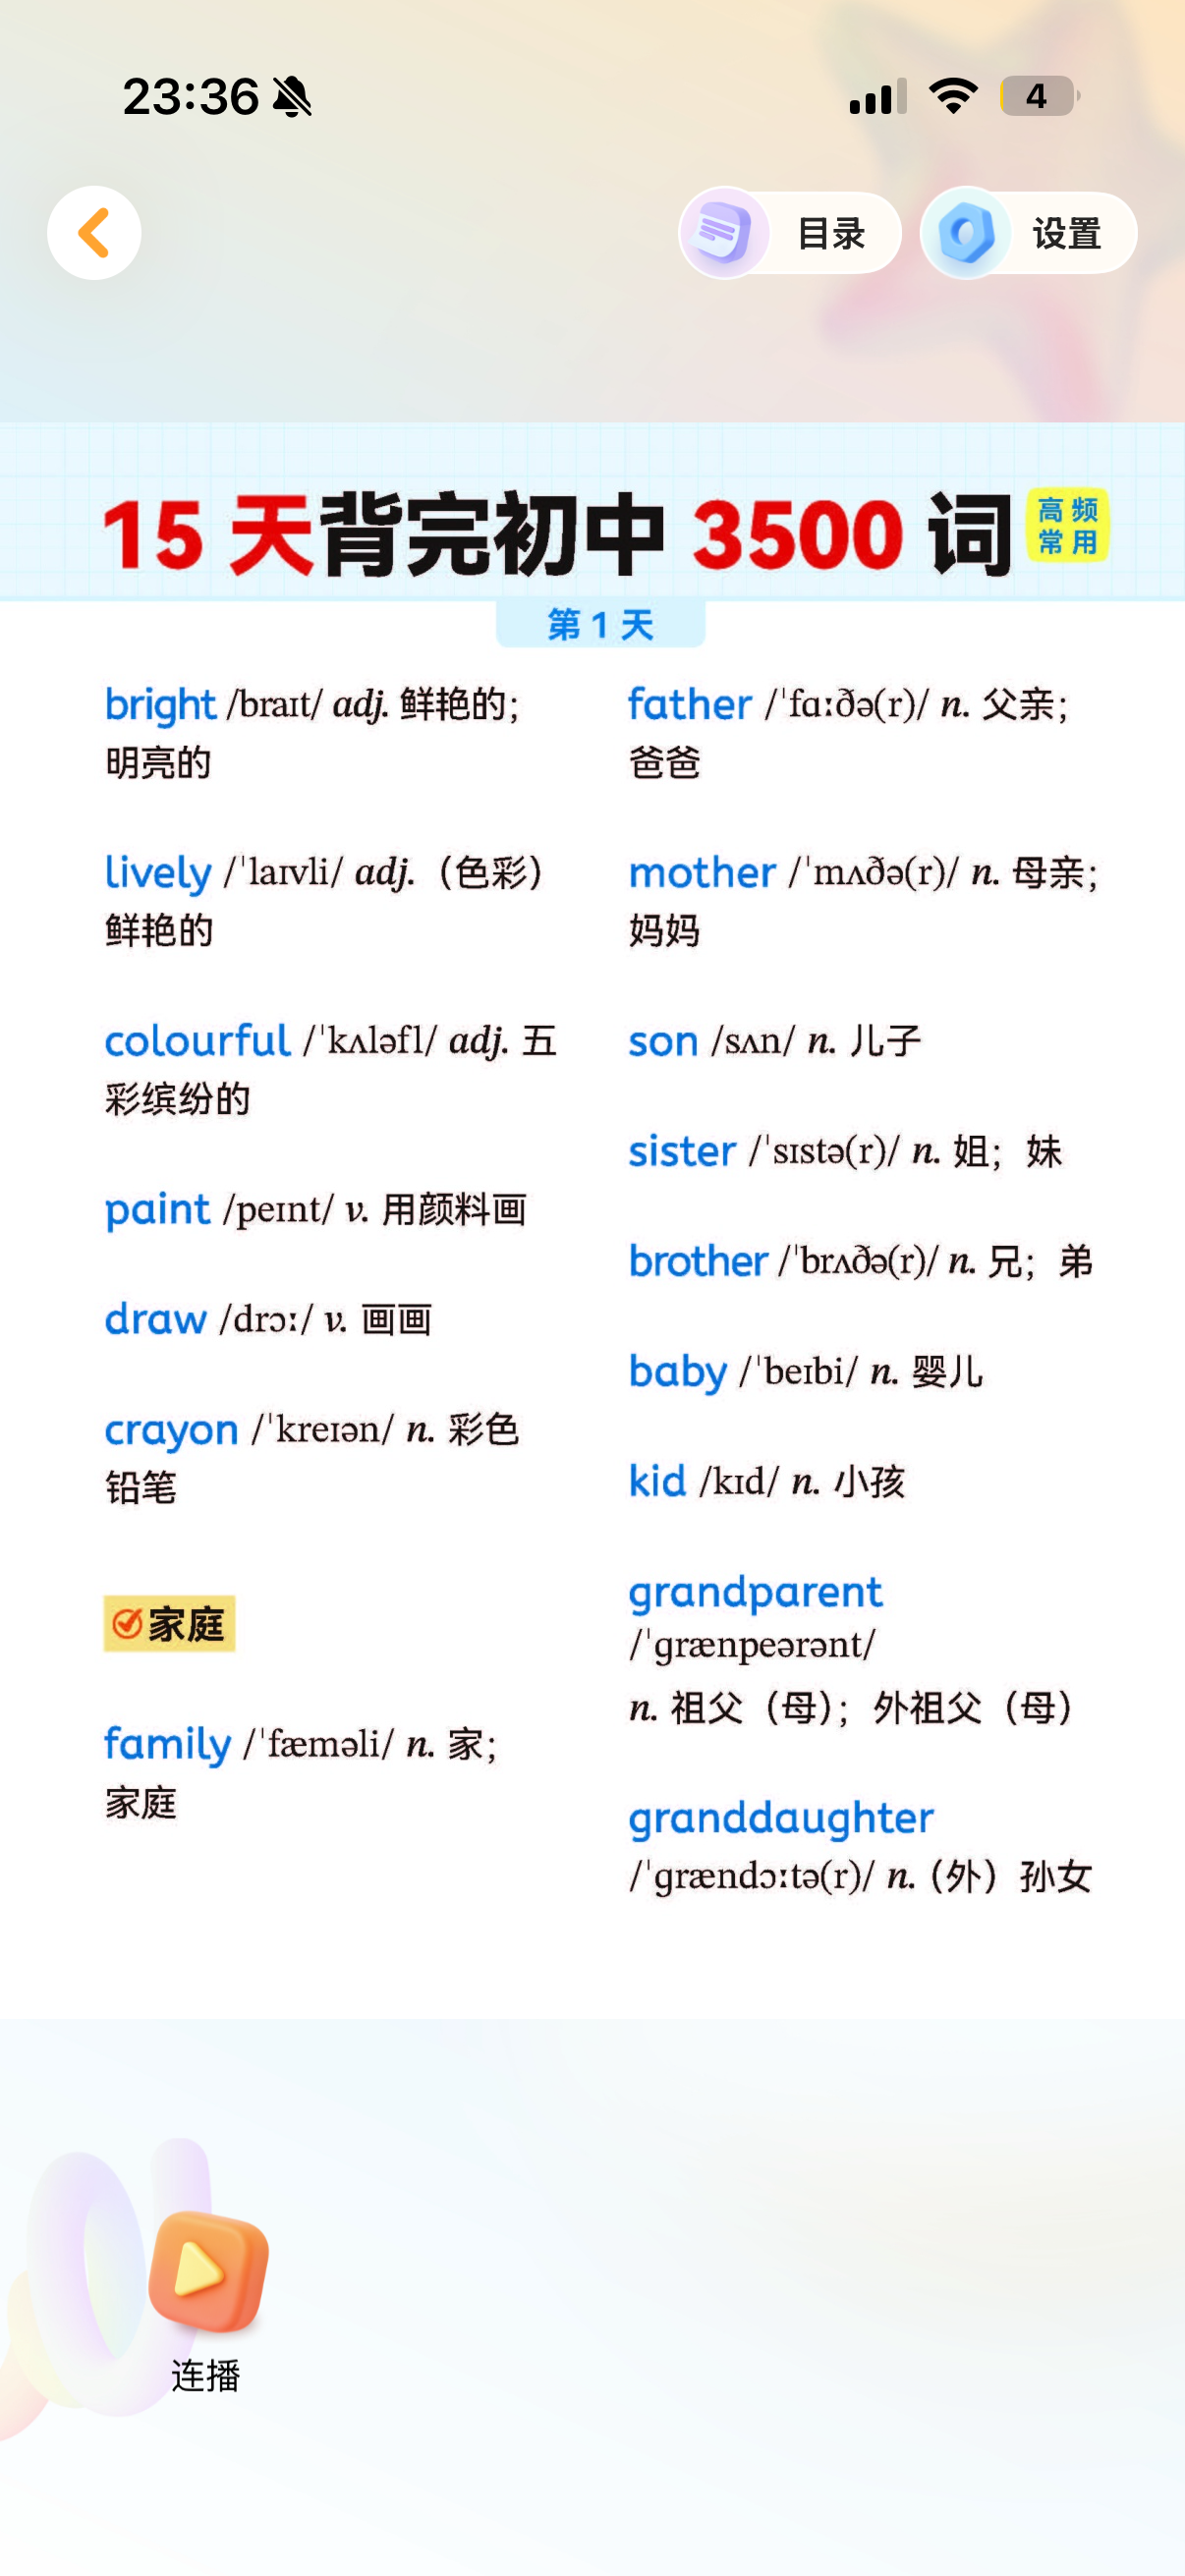 23:36
4
目录
设置
15 天背完初中 3500 词
高频
常用
第 1 天
bright /braɪt/ adj. 鲜艳的；
明亮的
lively /ˈlaɪvli/ adj.（色彩）
鲜艳的
colourful /ˈkʌləfl/ adj. 五
彩缤纷的
paint /peɪnt/ v. 用颜料画
draw /drɔː/ v. 画画
crayon /ˈkreɪən/ n. 彩色
铅笔
家庭
family /ˈfæməli/ n. 家；
家庭
father /ˈfɑːðə(r)/ n. 父亲；
爸爸
mother /ˈmʌðə(r)/ n. 母亲；
妈妈
son /sʌn/ n. 儿子
sister /ˈsɪstə(r)/ n. 姐；妹
brother /ˈbrʌðə(r)/ n. 兄；弟
baby /ˈbeɪbi/ n. 婴儿
kid /kɪd/ n. 小孩
grandparent
/ˈɡrænpeərənt/
n. 祖父（母）；外祖父（母）
granddaughter
/ˈɡrændɔːtə(r)/ n.（外）孙女
连播